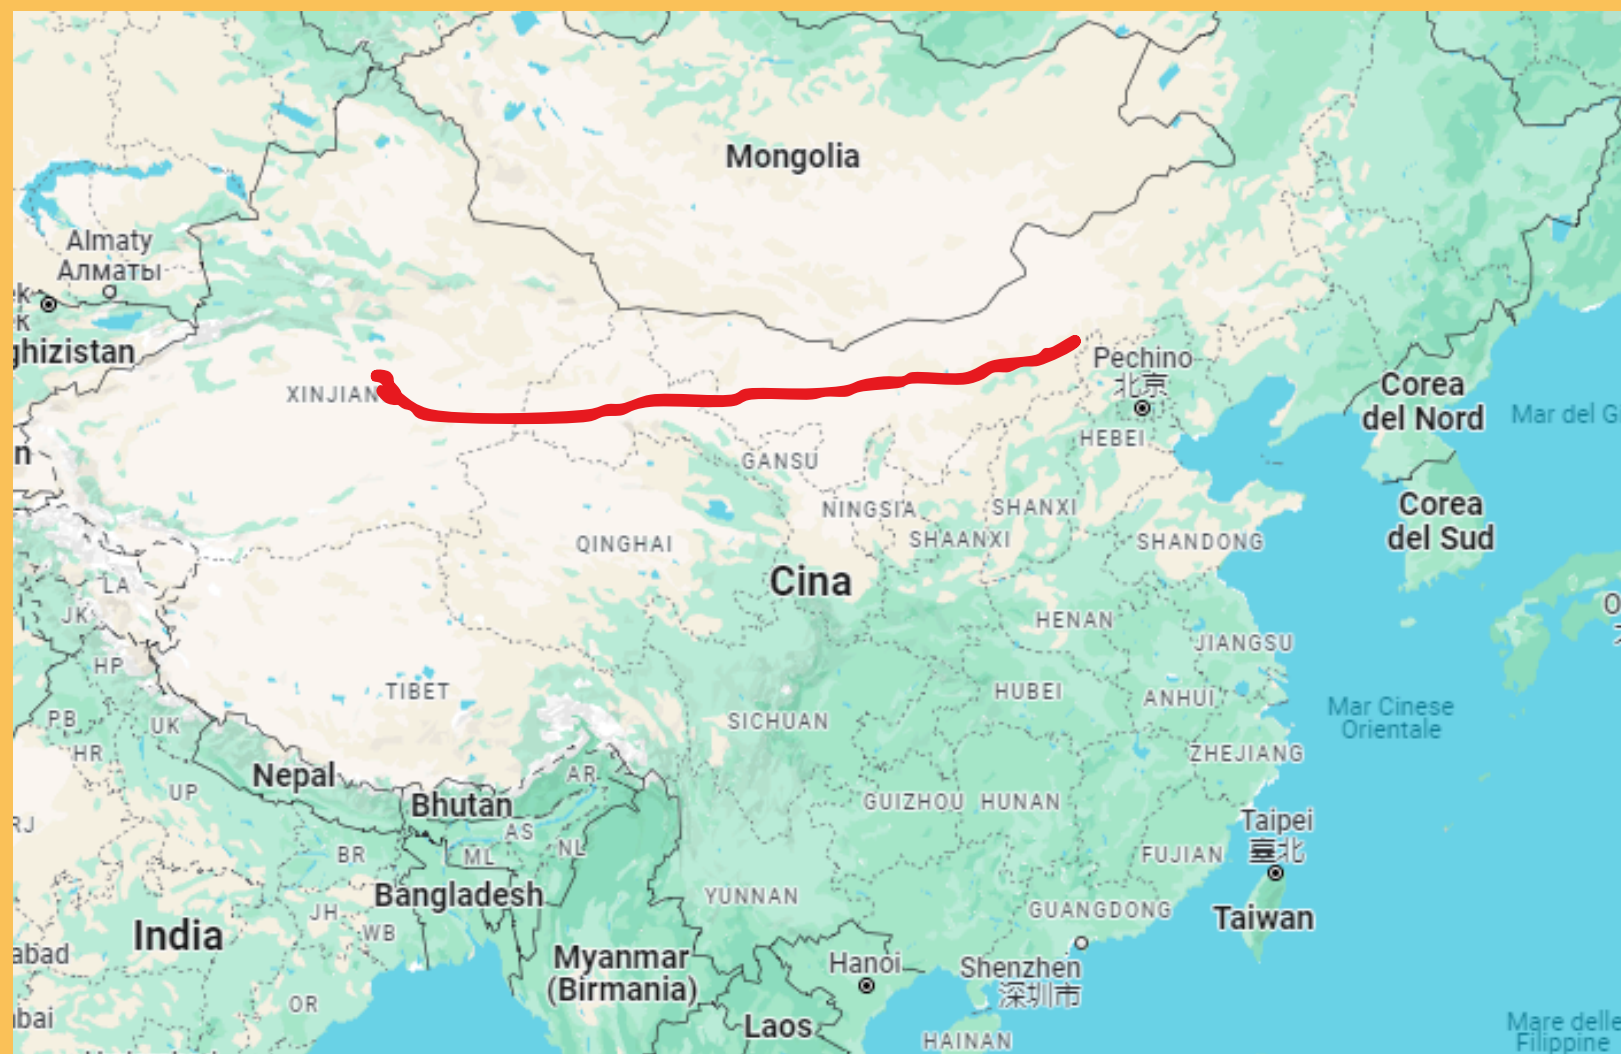 Mongolia
Almaty
Алматы
ghizistan
XINJIAN
Pechino
北京
HEBEI
Corea
del Nord
Mar del G
Corea
del Sud
GANSU
NINGSIA
SHANXI
SHAANXI
SHANDONG
QINGHAI
Cina
LA
JK
HENAN
JIANGSU
HP
TIBET
HUBEI
ANHUI
Mar Cinese
Orientale
PB
UK
SICHUAN
HR
ZHEJIANG
Nepal
AR
UP
Bhutan
GUIZHOU
HUNAN
RJ
AS
Taipei
臺北
BR
ML
NL
FUJIAN
Bangladesh
YUNNAN
JH
GUANGDONG
Taiwan
India
WB
abad
Myanmar
(Birmania)
Hanoi
Shenzhen
深圳市
OR
bai
Laos
HAINAN
Mare delle
Filippine